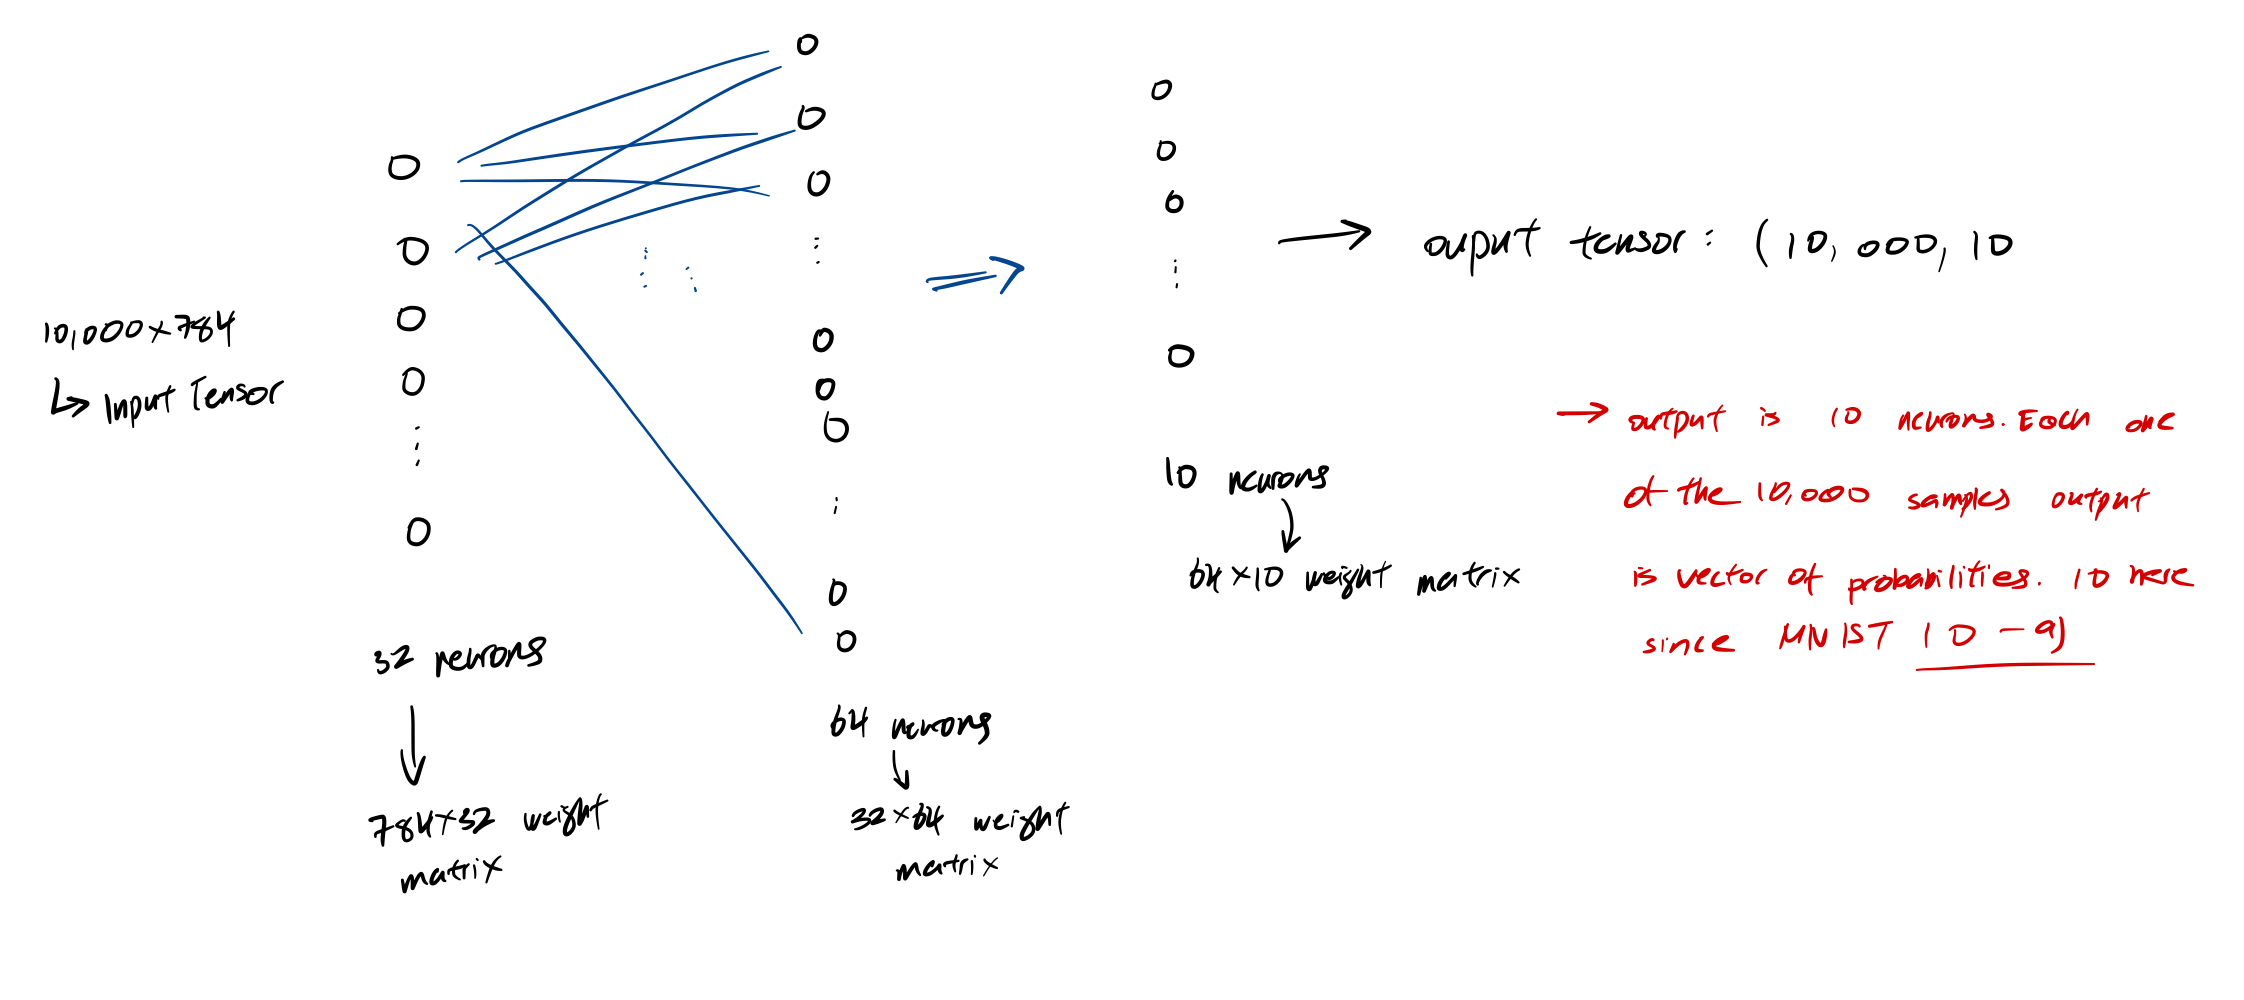 10,000×784
↳ Input Tensor
32 neurons
↓
784×32 weight
matrix
64 neurons
↓
32×64 weight
matrix
10 neurons
↓
64×10 weight matrix
→ ouput tensor: (10,000, 10
→ output is 10 neurons. Each one
of the 10,000 samples output
is vector of probabilities. 10 here
since MNIST (0-9)